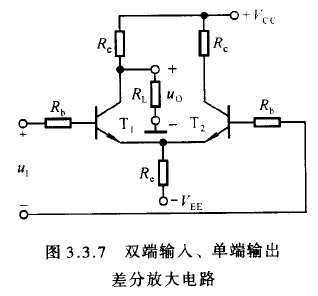 +V_CC
R_c
R_c
+
R_b
R_L
u_O
R_b
T_1
T_2
−
+
u_I
R_e
−
−V_EE
图 3.3.7 双端输入、单端输出
差分放大电路